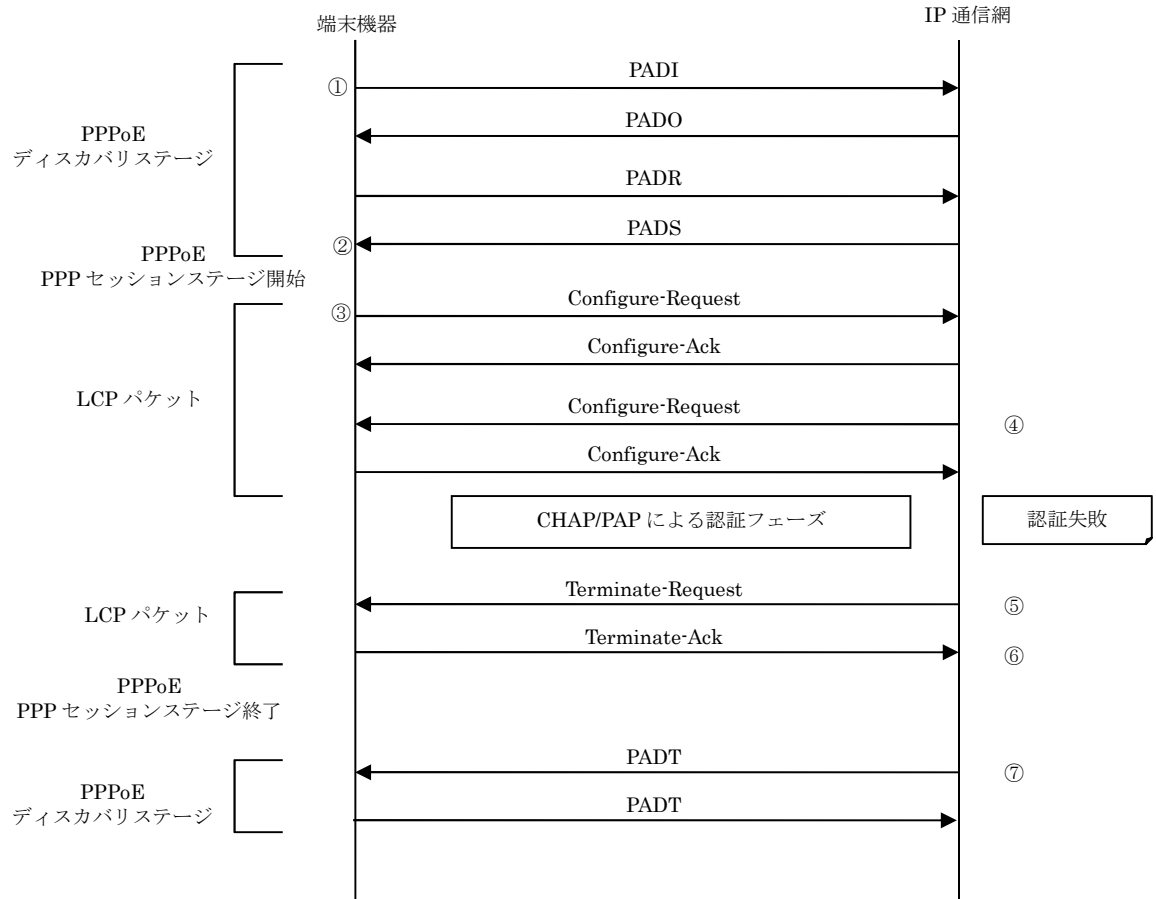 端末機器
IP 通信網
PPPoE
ディスカバリステージ
①
PADI
PADO
PADR
PADS
②
PPPoE
PPP セッションステージ開始
LCP パケット
③
Configure-Request
Configure-Ack
Configure-Request
④
Configure-Ack
CHAP/PAP による認証フェーズ
認証失敗
LCP パケット
Terminate-Request
⑤
Terminate-Ack
⑥
PPPoE
PPP セッションステージ終了
PPPoE
ディスカバリステージ
PADT
⑦
PADT